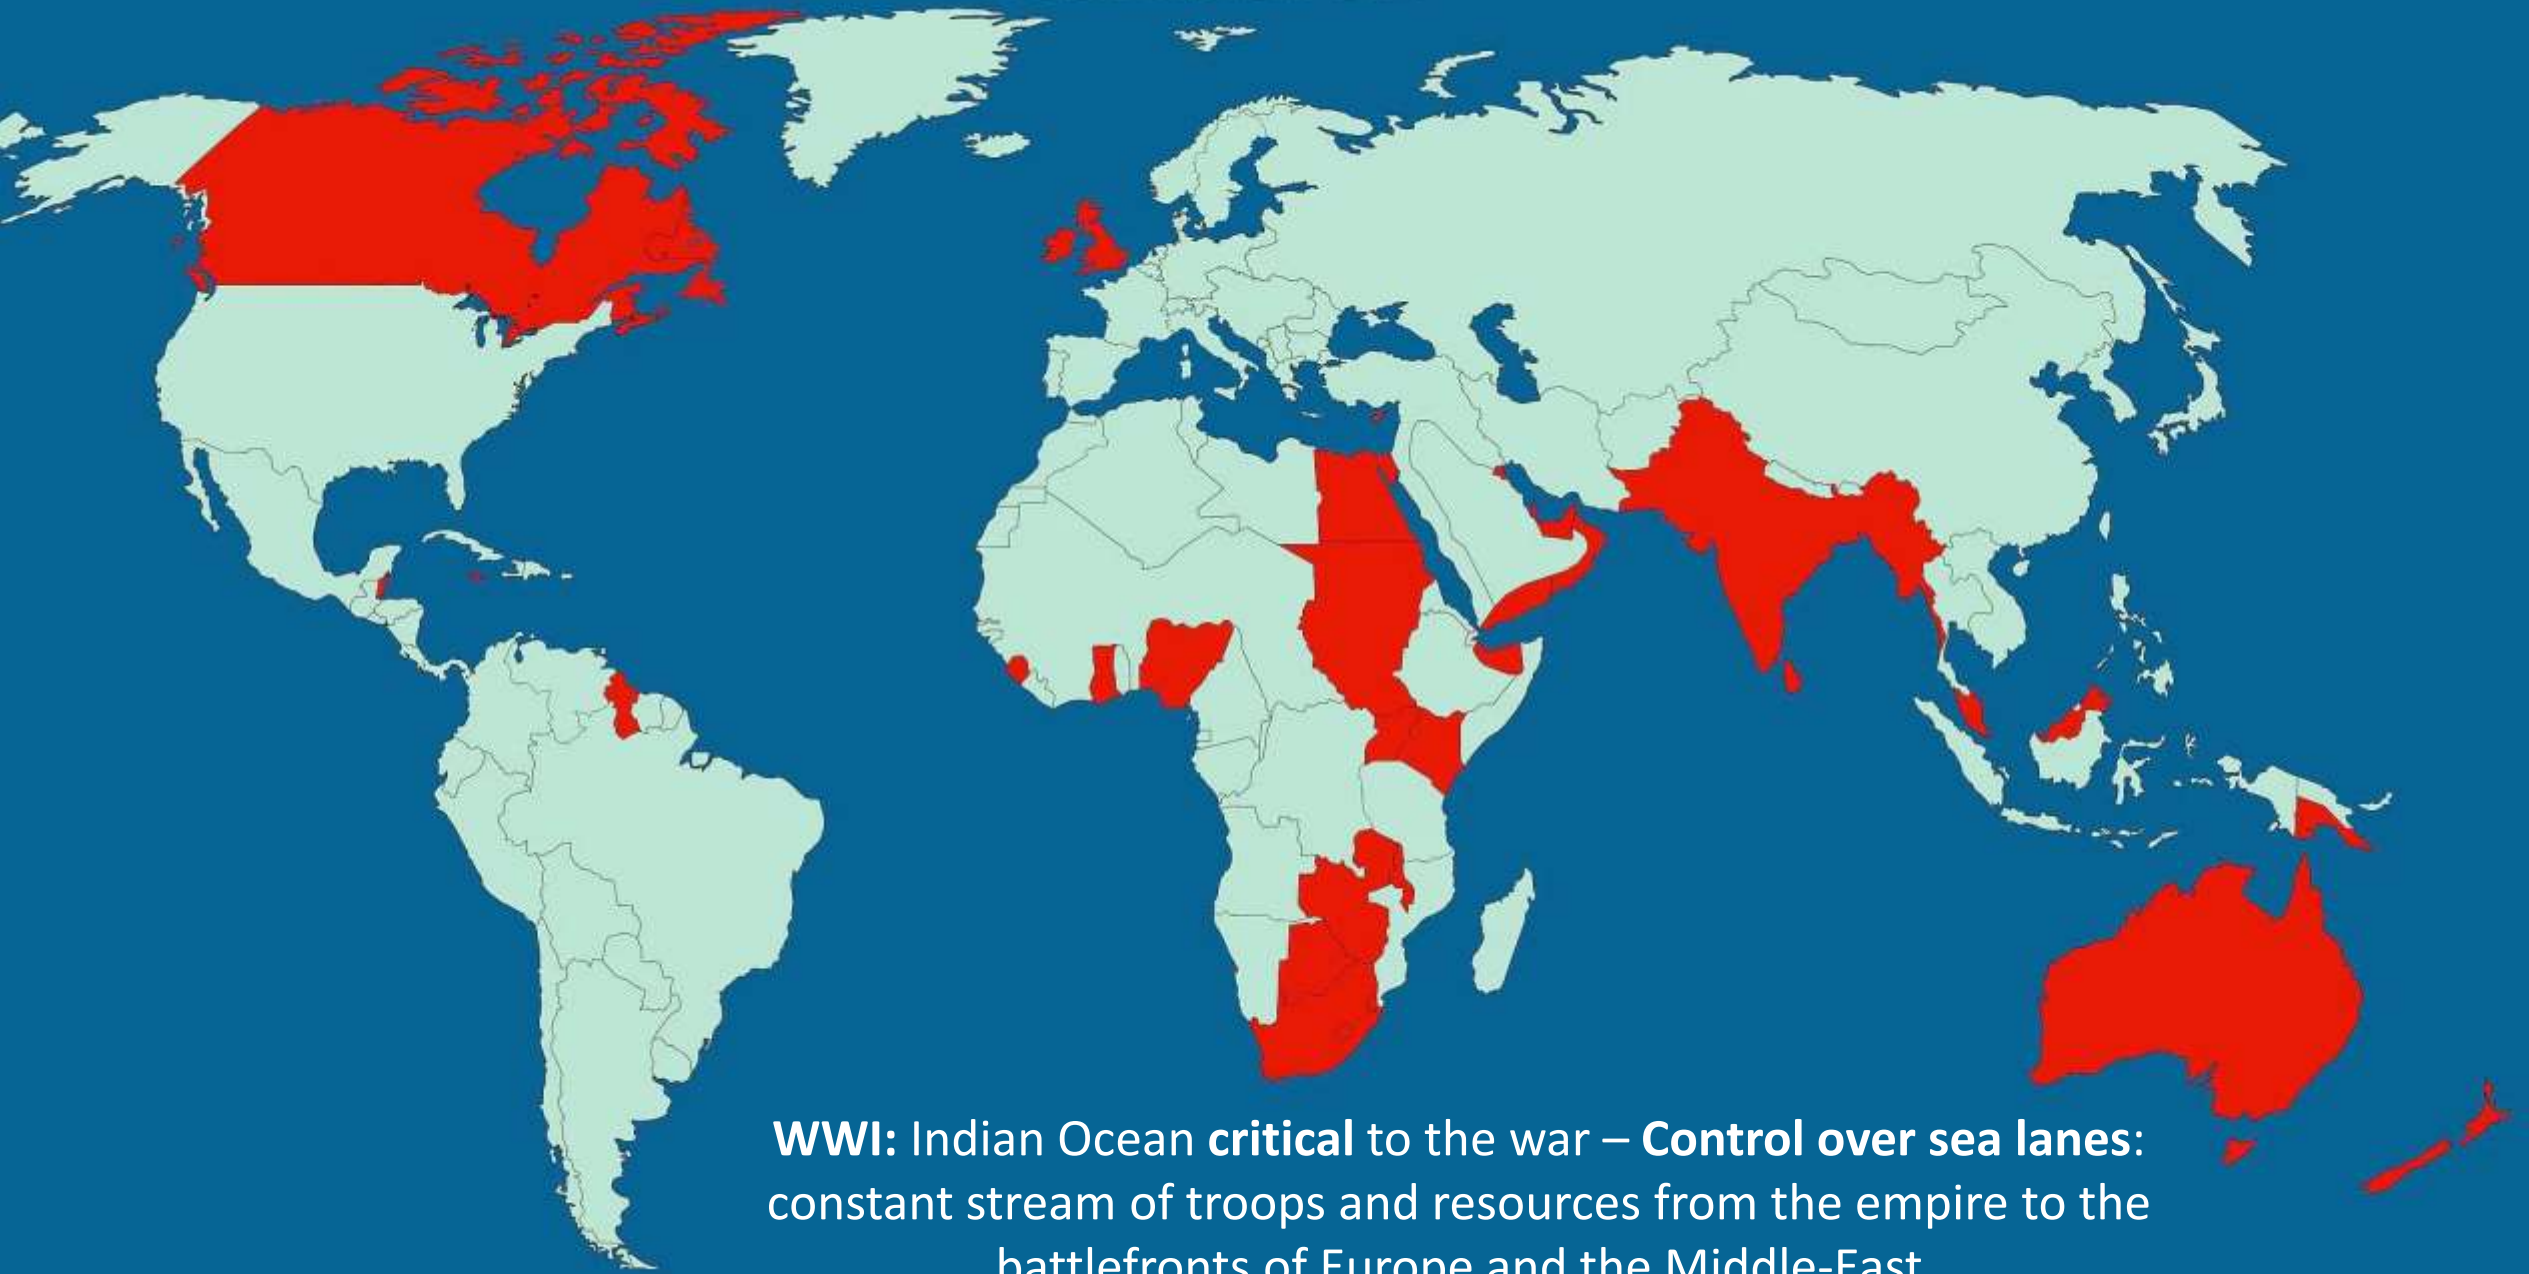 WWI: Indian Ocean critical to the war – Control over sea lanes:
constant stream of troops and resources from the empire to the
battlefronts of Europe and the Middle-East